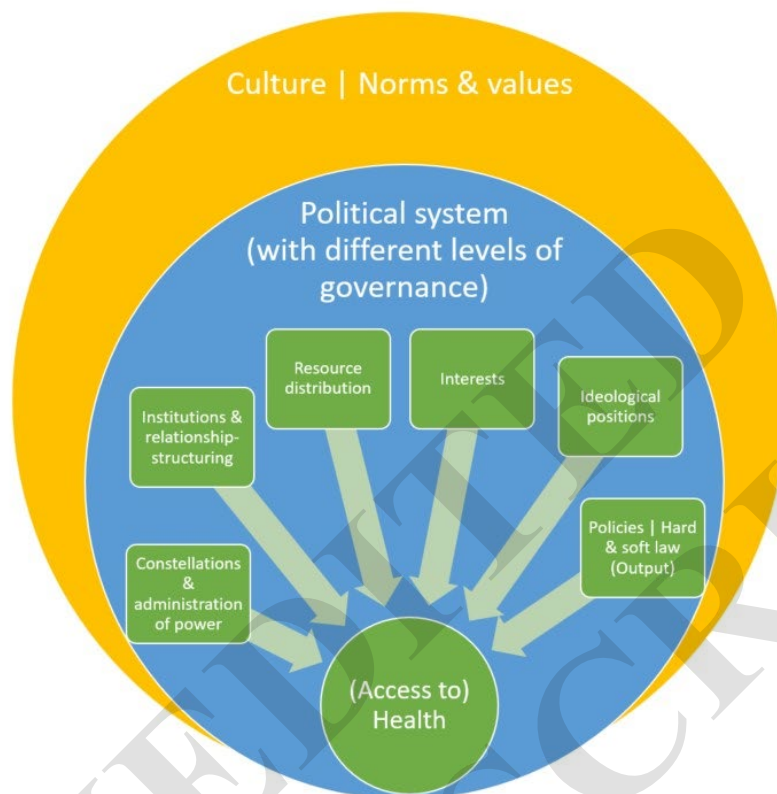 Culture | Norms & values
Political system
(with different levels of
governance)
Resource
distribution
Interests
Ideological
positions
Institutions &
relationship-
structuring
Policies | Hard
& soft law
(Output)
Constellations
&
administration
of power
(Access to)
Health